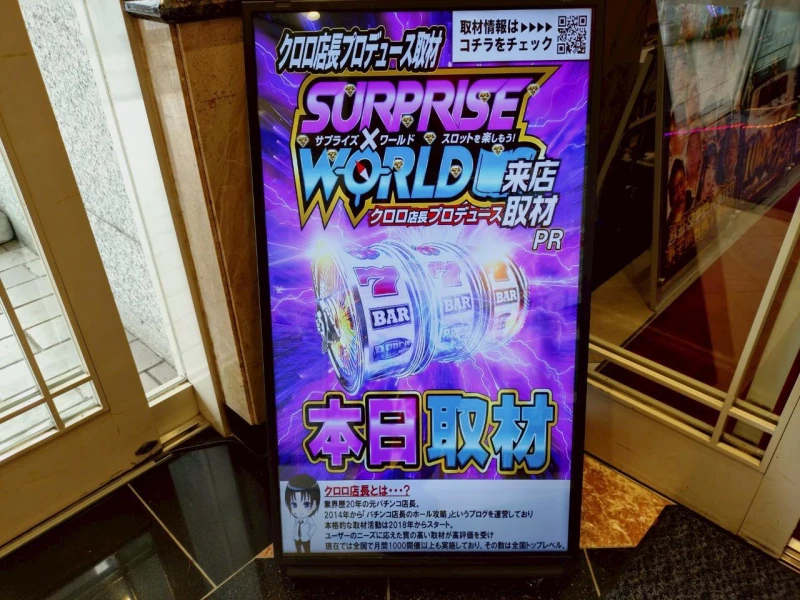 クロロ店長プロデュース取材
取材情報は▶▶▶▶
コチラをチェック
SURPRISE
サプライズ×ワールド スロットを楽しもう!
WORLD
来店
取材
クロロ店長プロデュース
PR
7 7 7
BAR BAR BAR
本日取材
クロロ店長とは・・・?
業界歴20年の元パチンコ店長。
2014年から「パチンコ店長のホール攻略」というブログを運営しており
本格的な取材活動は2018年からスタート。
ユーザーのニーズに応えた質の高い取材が高評価を受け
現在では全国で月間1000開催以上も実施しており、その数は全国トップレベル。